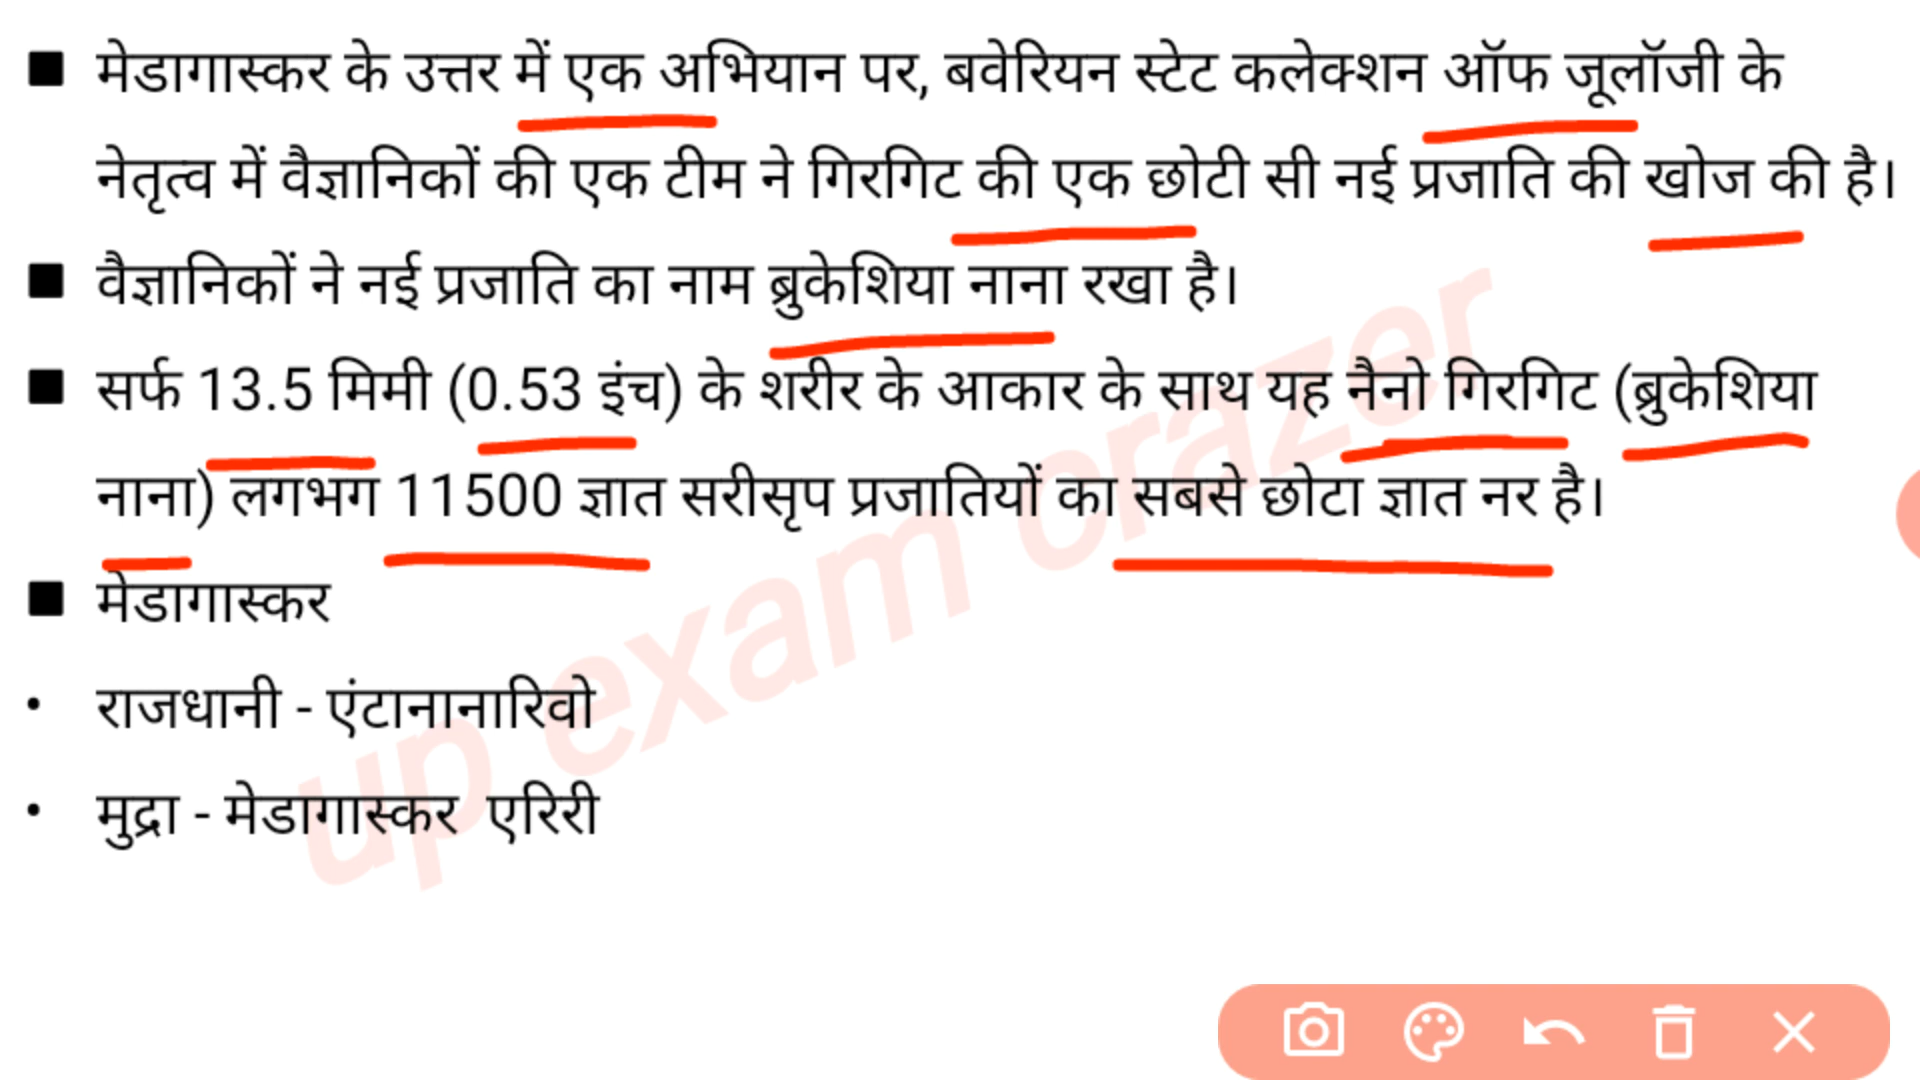 ■ मेडागास्कर के उत्तर में एक अभियान पर, बवेरियन स्टेट कलेक्शन ऑफ जूलॉजी के
नेतृत्व में वैज्ञानिकों की एक टीम ने गिरगिट की एक छोटी सी नई प्रजाति की खोज की है।
■ वैज्ञानिकों ने नई प्रजाति का नाम ब्रुकेशिया नाना रखा है।
■ सर्फ 13.5 मिमी (0.53 इंच) के शरीर के आकार के साथ यह नैनो गिरगिट (ब्रुकेशिया
नाना) लगभग 11500 ज्ञात सरीसृप प्रजातियों का सबसे छोटा ज्ञात नर है।
■ मेडागास्कर
• राजधानी - एंटानानारिवो
• मुद्रा - मेडागास्कर एरिरी
up exam crazer